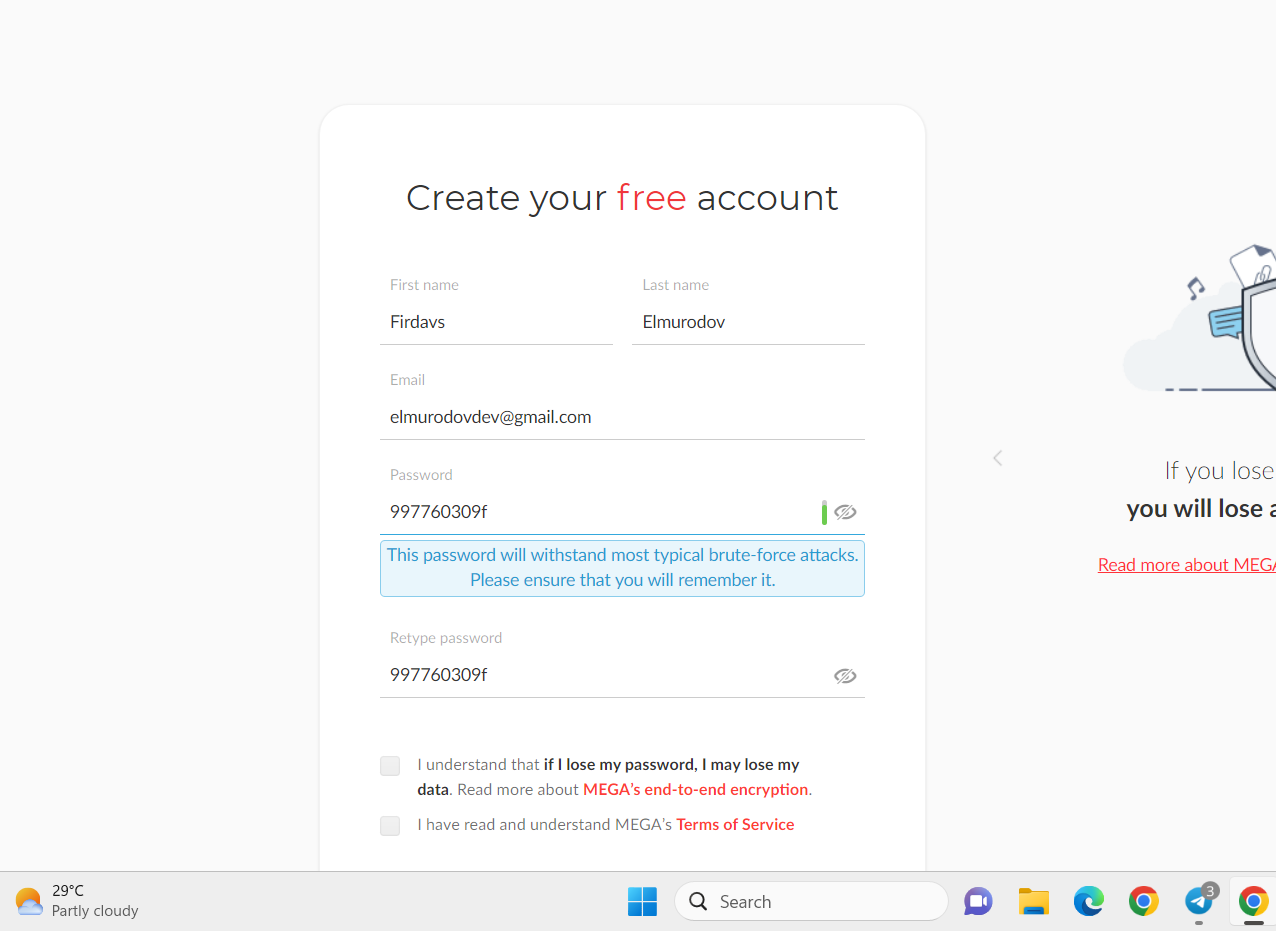 Create your free account
First name
Last name
Firdavs
Elmurodov
Email
elmurodovdev@gmail.com
Password
997760309f
This password will withstand most typical brute-force attacks.
Please ensure that you will remember it.
Retype password
997760309f
I understand that if I lose my password, I may lose my
data. Read more about MEGA’s end-to-end encryption.
I have read and understand MEGA’s Terms of Service
If you lose
you will lose a
Read more about MEGA
29°C
Partly cloudy
Search
3